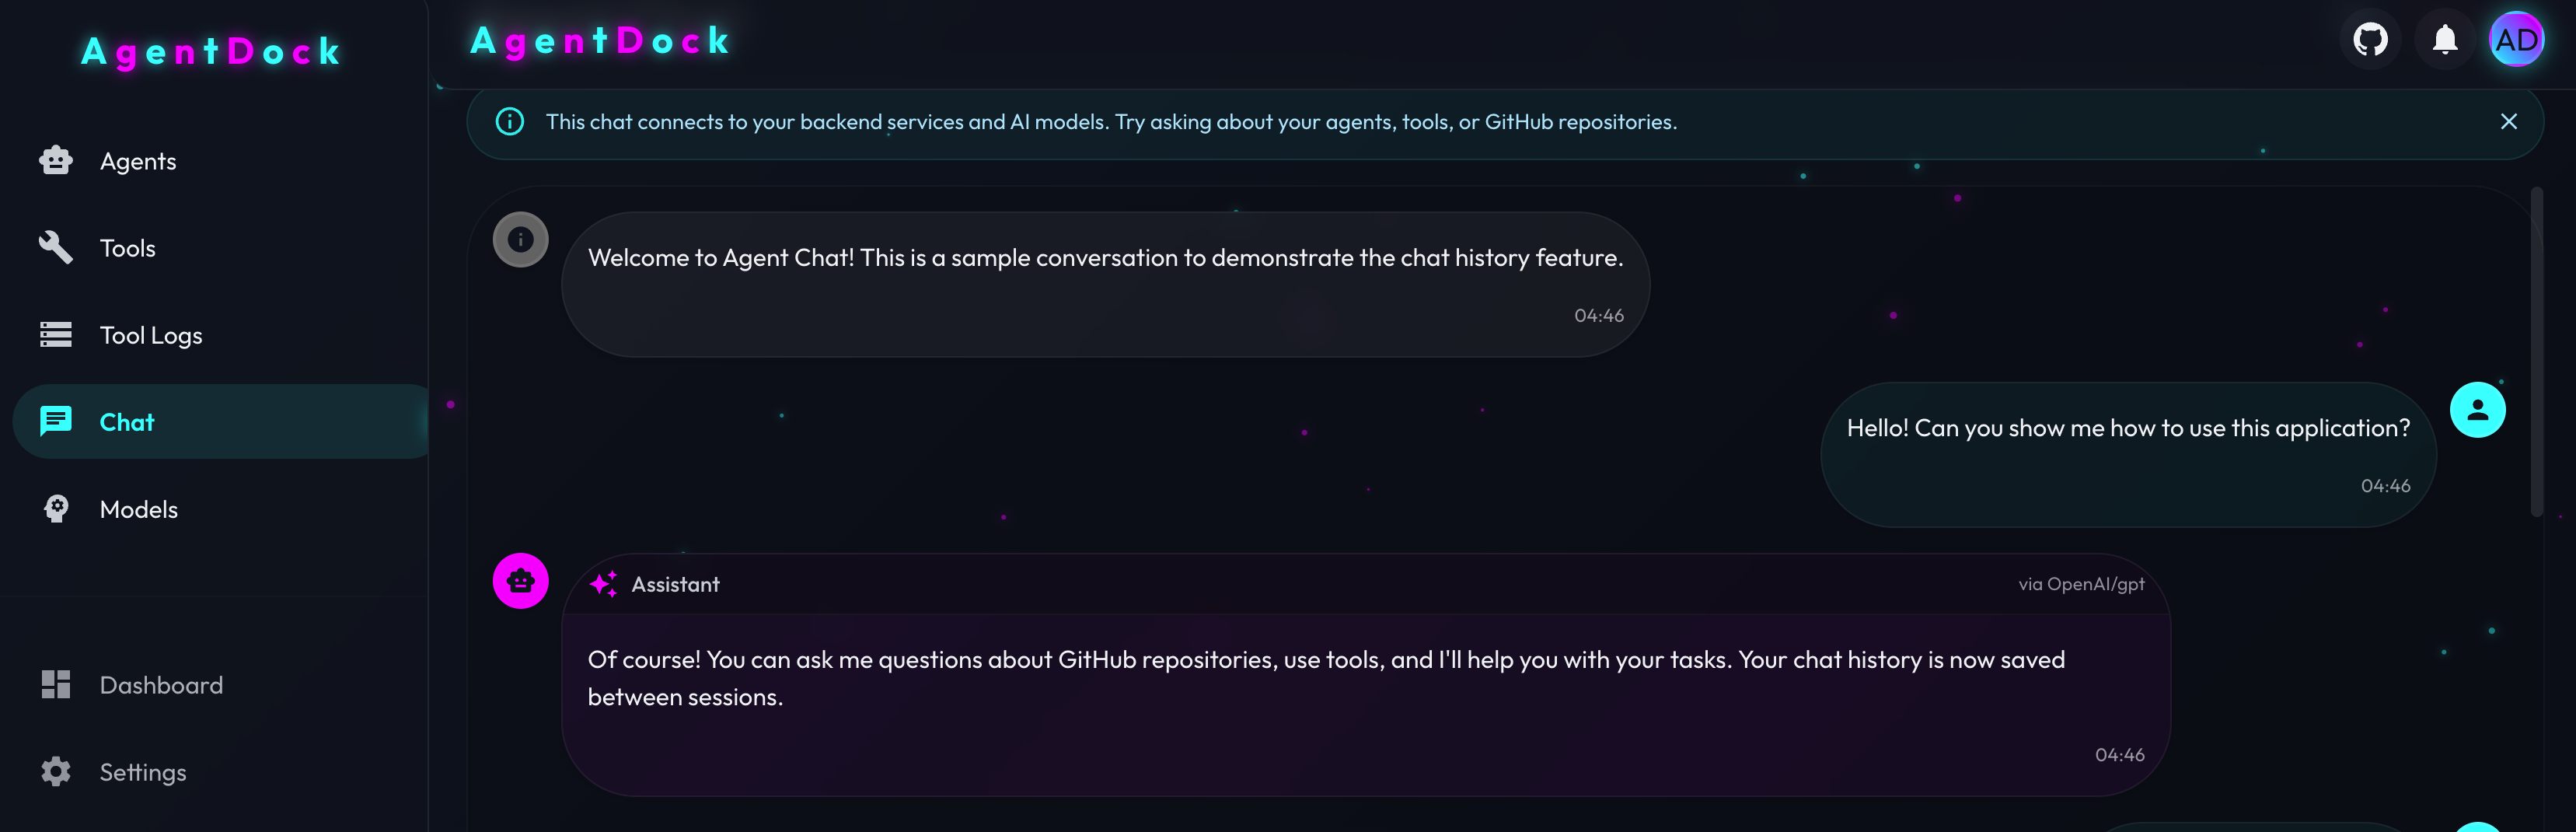 AgentDock
Agents
Tools
Tool Logs
Chat
Models
Dashboard
Settings
AgentDock
AD
This chat connects to your backend services and AI models. Try asking about your agents, tools, or GitHub repositories.
Welcome to Agent Chat! This is a sample conversation to demonstrate the chat history feature.
04:46
Hello! Can you show me how to use this application?
04:46
Assistant
via OpenAI/gpt
Of course! You can ask me questions about GitHub repositories, use tools, and I'll help you with your tasks. Your chat history is now saved
between sessions.
04:46